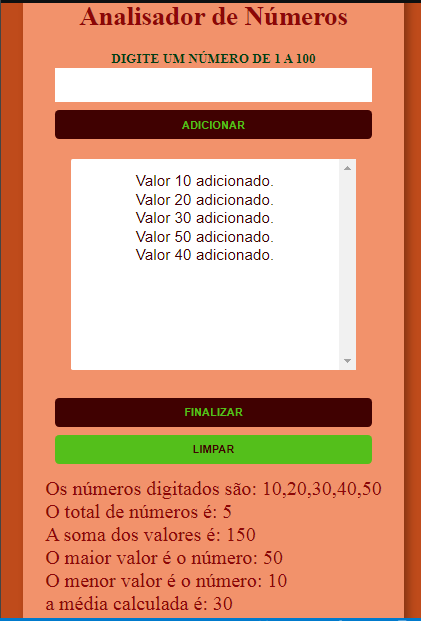 Analisador de Números
DIGITE UM NÚMERO DE 1 A 100
ADICIONAR
Valor 10 adicionado.
Valor 20 adicionado.
Valor 30 adicionado.
Valor 50 adicionado.
Valor 40 adicionado.
FINALIZAR
LIMPAR
Os números digitados são: 10,20,30,40,50
O total de números é: 5
A soma dos valores é: 150
O maior valor é o número: 50
O menor valor é o número: 10
a média calculada é: 30